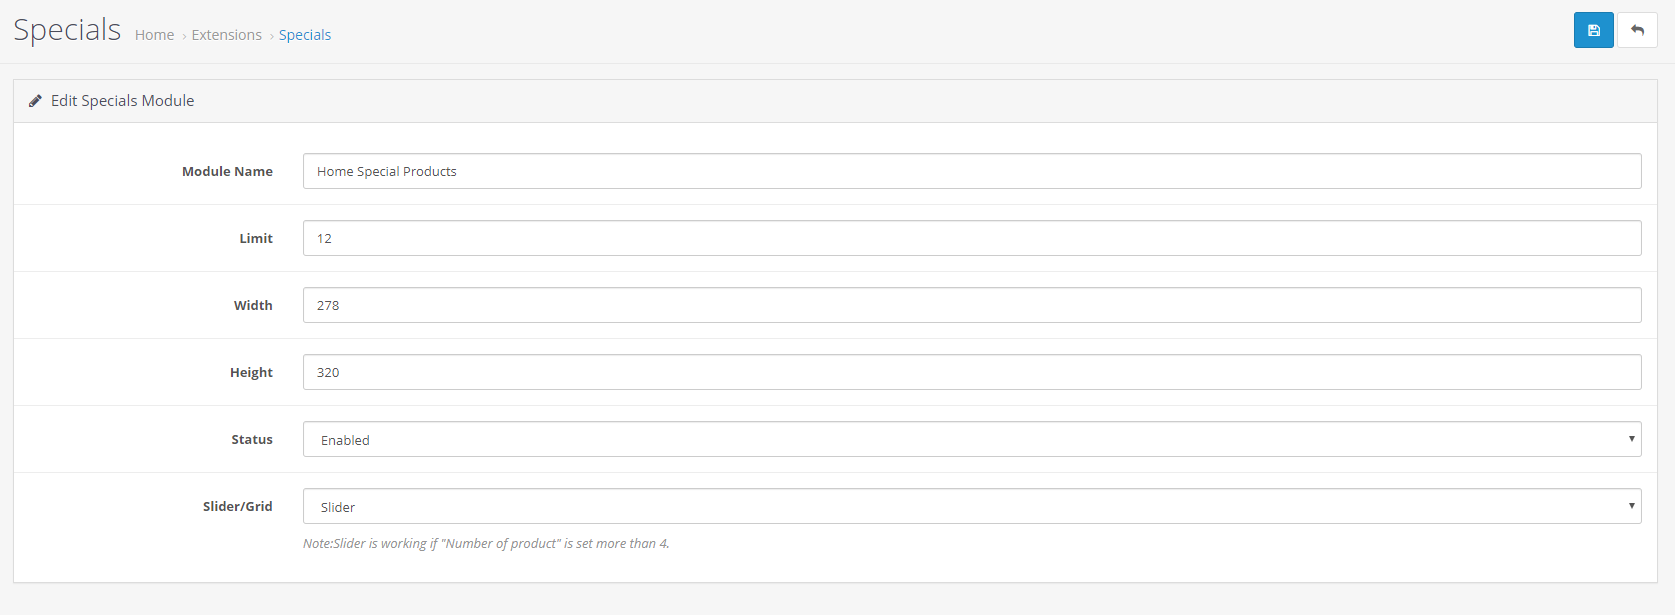 Specials Home › Extensions › Specials
Edit Specials Module
Module Name Home Special Products
Limit 12
Width 278
Height 320
Status Enabled
Slider/Grid Slider
Note:Slider is working if "Number of product" is set more than 4.